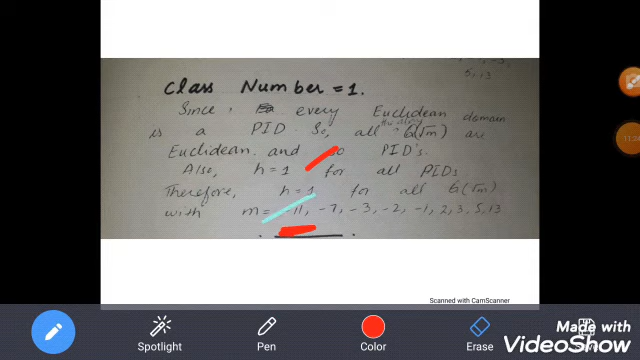 5, 13
Class Number = 1.
Since, every Euclidean domain
is a PID. So, all Q(√m) are
Euclidean and so PID's.
Also, h = 1 for all PIDs
Therefore, h = 1 for all Q(√m)
with m = -11, -7, -3, -2, -1, 2, 3, 5, 13
Scanned with CamScanner
Spotlight
Pen
Color
Erase
Made with
VideoShow